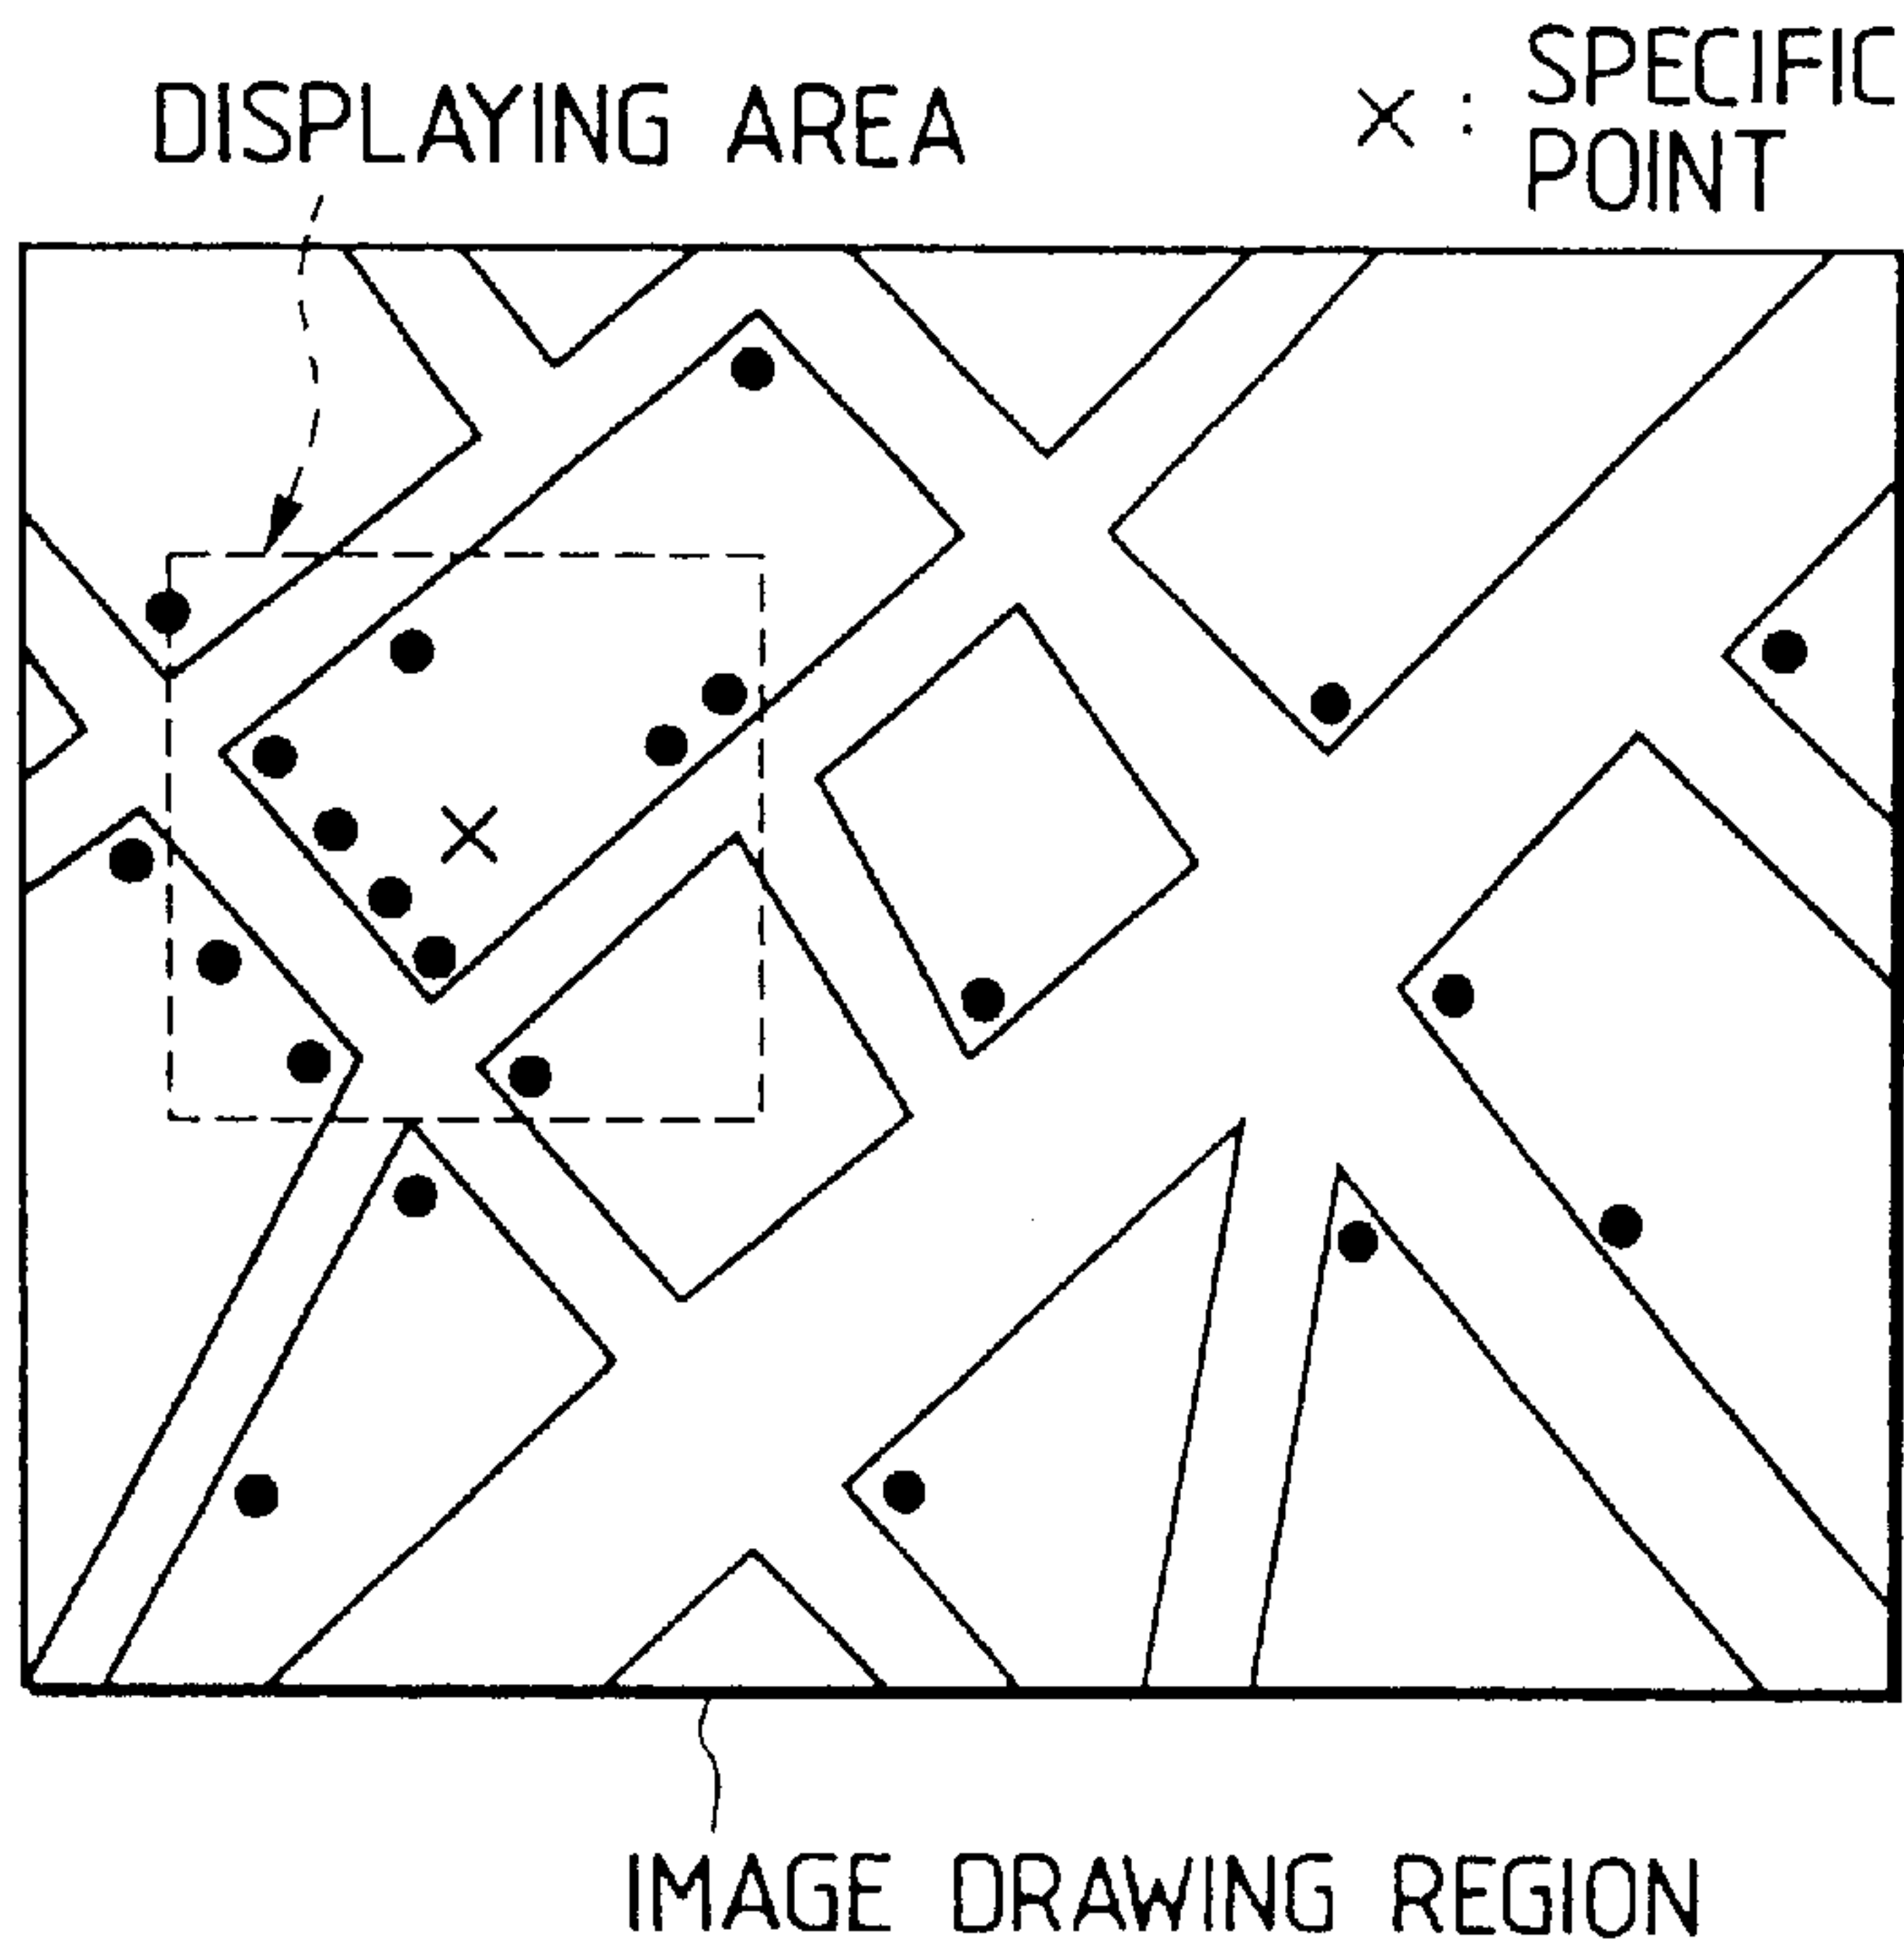 DISPLAYING AREA
× : SPECIFIC
POINT
IMAGE DRAWING REGION